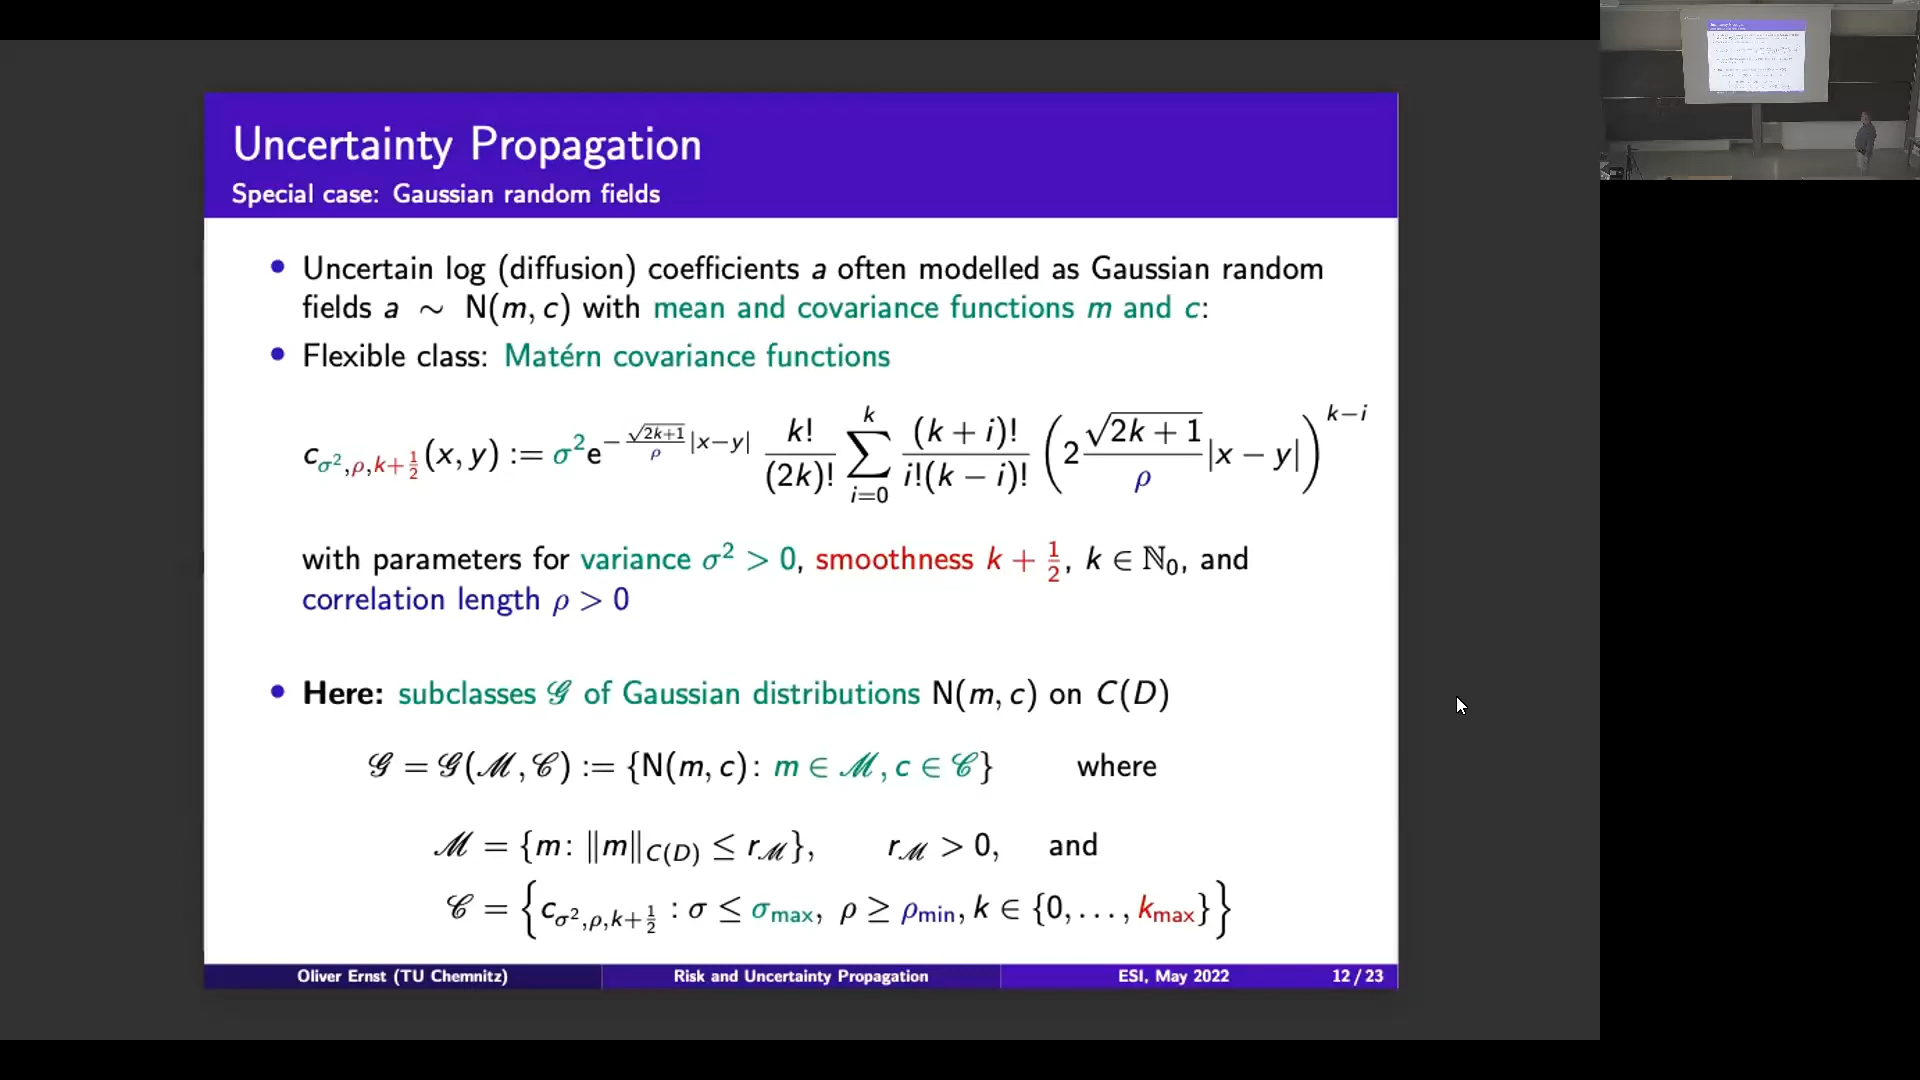 Uncertainty Propagation
Special case: Gaussian random fields
• Uncertain log (diffusion) coefficients a often modelled as Gaussian random
fields a ∼ N(m, c) with mean and covariance functions m and c:
• Flexible class: Matérn covariance functions
c_{σ²,ρ,k+½}(x, y) := σ² e^{−(√(2k+1)/ρ)|x−y|} k!/(2k)! ∑_{i=0}^{k} (k + i)!/(i!(k − i)!) (2 (√(2k + 1)/ρ)|x − y|)^{k−i}
with parameters for variance σ² > 0, smoothness k + ½, k ∈ ℕ₀, and
correlation length ρ > 0
• Here: subclasses 𝒢 of Gaussian distributions N(m, c) on C(D)
𝒢 = 𝒢(ℳ, 𝒞) := {N(m, c): m ∈ ℳ, c ∈ 𝒞} where
ℳ = {m: ‖m‖_{C(D)} ≤ r_ℳ}, r_ℳ > 0, and
𝒞 = {c_{σ²,ρ,k+½} : σ ≤ σ_max, ρ ≥ ρ_min, k ∈ {0, . . . , k_max}}
Oliver Ernst (TU Chemnitz) Risk and Uncertainty Propagation ESI, May 2022 12 / 23